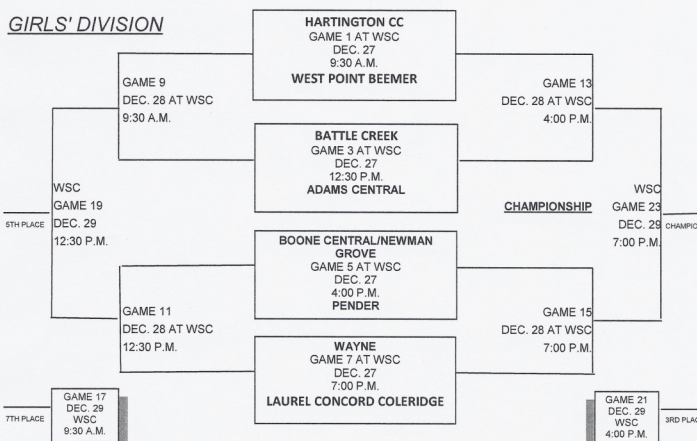 GIRLS' DIVISION
HARTINGTON CC
GAME 1 AT WSC
DEC. 27
9:30 A.M.
WEST POINT BEEMER
GAME 9
DEC. 28 AT WSC
9:30 A.M.
GAME 13
DEC. 28 AT WSC
4:00 P.M.
BATTLE CREEK
GAME 3 AT WSC
DEC. 27
12:30 P.M.
ADAMS CENTRAL
WSC
GAME 19
DEC. 29
12:30 P.M.
5TH PLACE
CHAMPIONSHIP
WSC
GAME 23
DEC. 29
7:00 P.M.
CHAMPIO
BOONE CENTRAL/NEWMAN
GROVE
GAME 5 AT WSC
DEC. 27
4:00 P.M.
PENDER
GAME 11
DEC. 28 AT WSC
12:30 P.M.
GAME 15
DEC. 28 AT WSC
7:00 P.M.
WAYNE
GAME 7 AT WSC
DEC. 27
7:00 P.M.
LAUREL CONCORD COLERIDGE
7TH PLACE
GAME 17
DEC. 29
WSC
9:30 A.M.
GAME 21
DEC. 29
WSC
4:00 P.M.
3RD PLAC